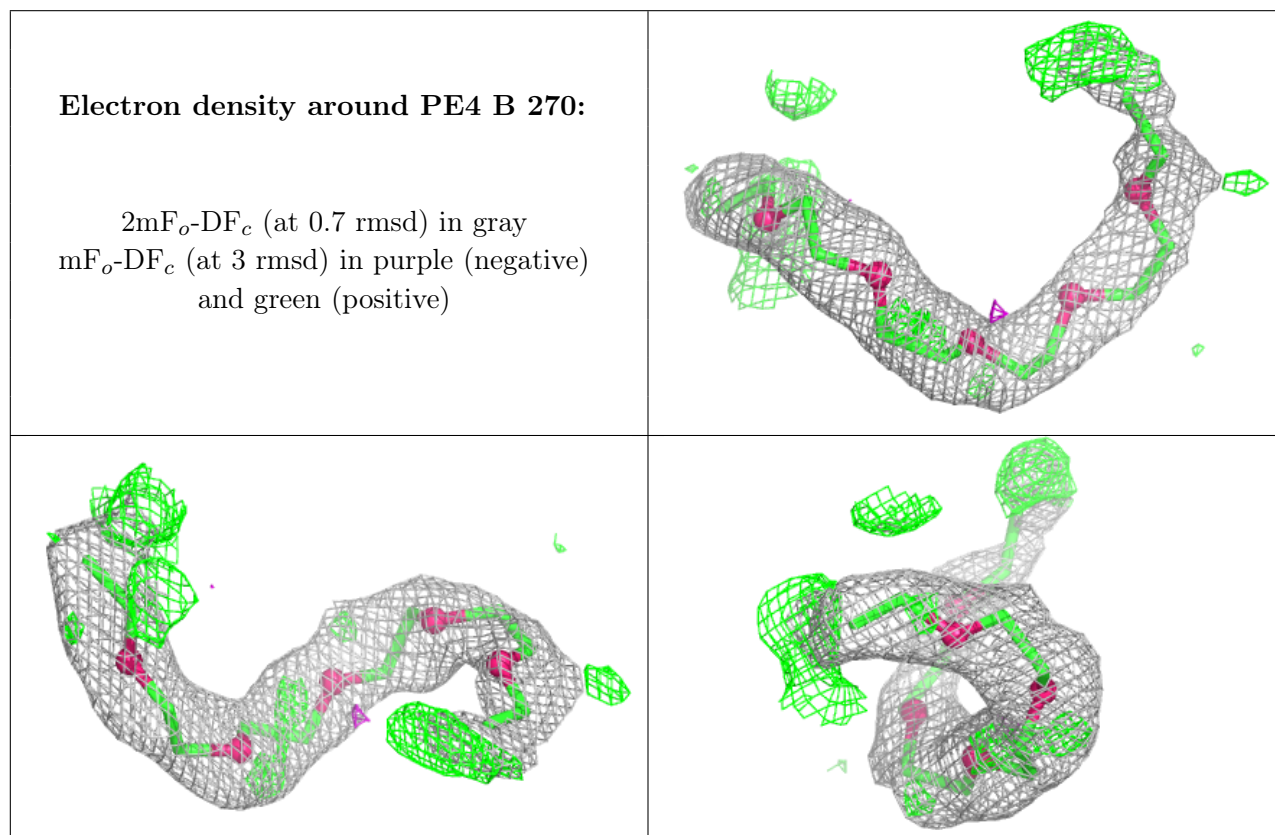 Electron density around PE4 B 270:
2mFo-DFc (at 0.7 rmsd) in gray
mFo-DFc (at 3 rmsd) in purple (negative)
and green (positive)